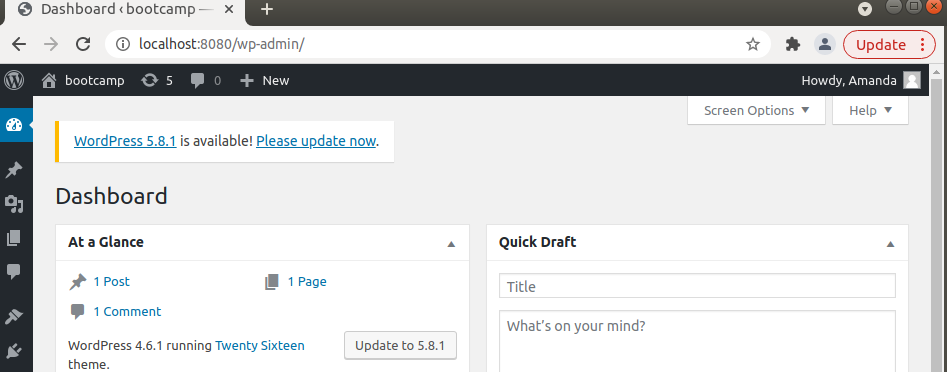 Dashboard ‹ bootcamp —
localhost:8080/wp-admin/
Update
bootcamp 5 0 New Howdy, Amanda
Screen Options Help
WordPress 5.8.1 is available! Please update now.
Dashboard
At a Glance
1 Post 1 Page
1 Comment
WordPress 4.6.1 running Twenty Sixteen
theme.
Update to 5.8.1
Quick Draft
Title
What's on your mind?